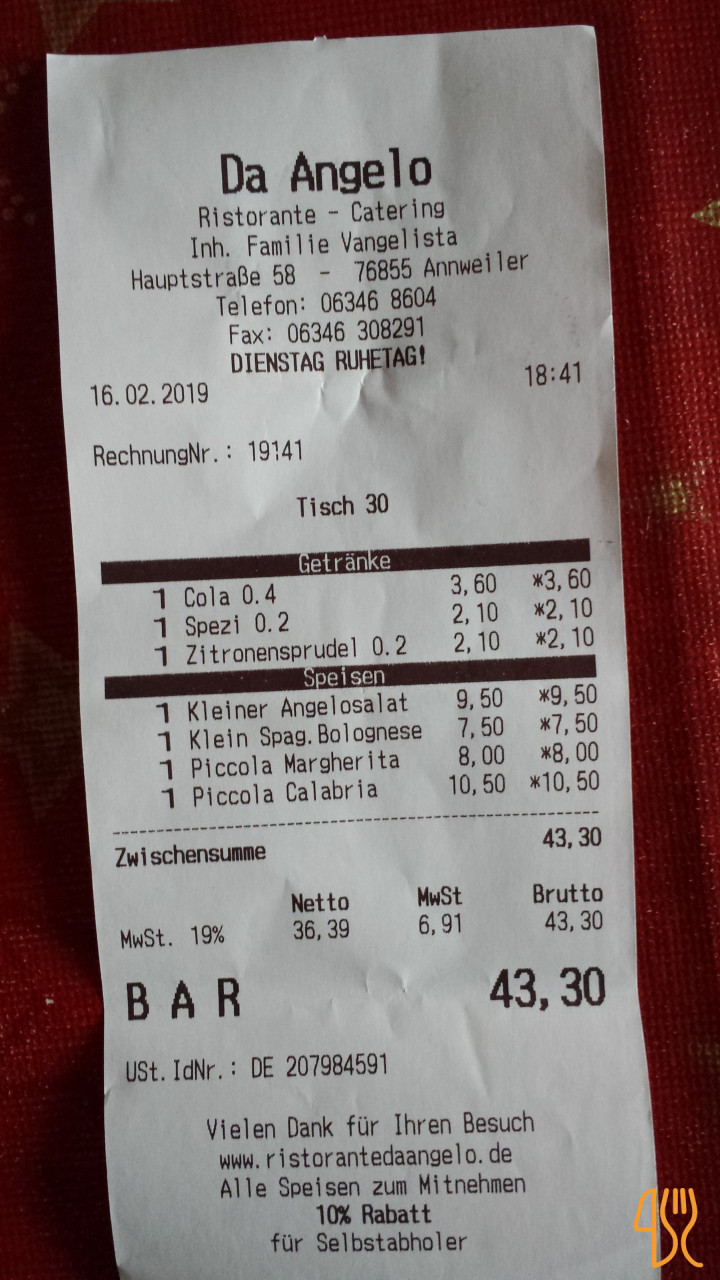 Da Angelo
Ristorante - Catering
Inh. Familie Vangelista
Hauptstraße 58 - 76855 Annweiler
Telefon: 06346 8604
Fax: 06346 308291
DIENSTAG RUHETAG!
16.02.2019 18:41
RechnungNr.: 19141
Tisch 30
Getränke
1 Cola 0.4 3,60 *3,60
1 Spezi 0.2 2,10 *2,10
1 Zitronensprudel 0.2 2,10 *2,10
Speisen
1 Kleiner Angelosalat 9,50 *9,50
1 Klein Spag.Bolognese 7,50 *7,50
1 Piccola Margherita 8,00 *8,00
1 Piccola Calabria 10,50 *10,50
Zwischensumme 43,30
Netto MwSt Brutto
MwSt. 19% 36,39 6,91 43,30
BAR 43,30
USt.IdNr.: DE 207984591
Vielen Dank für Ihren Besuch
www.ristorantedaangelo.de
Alle Speisen zum Mitnehmen
10% Rabatt
für Selbstabholer